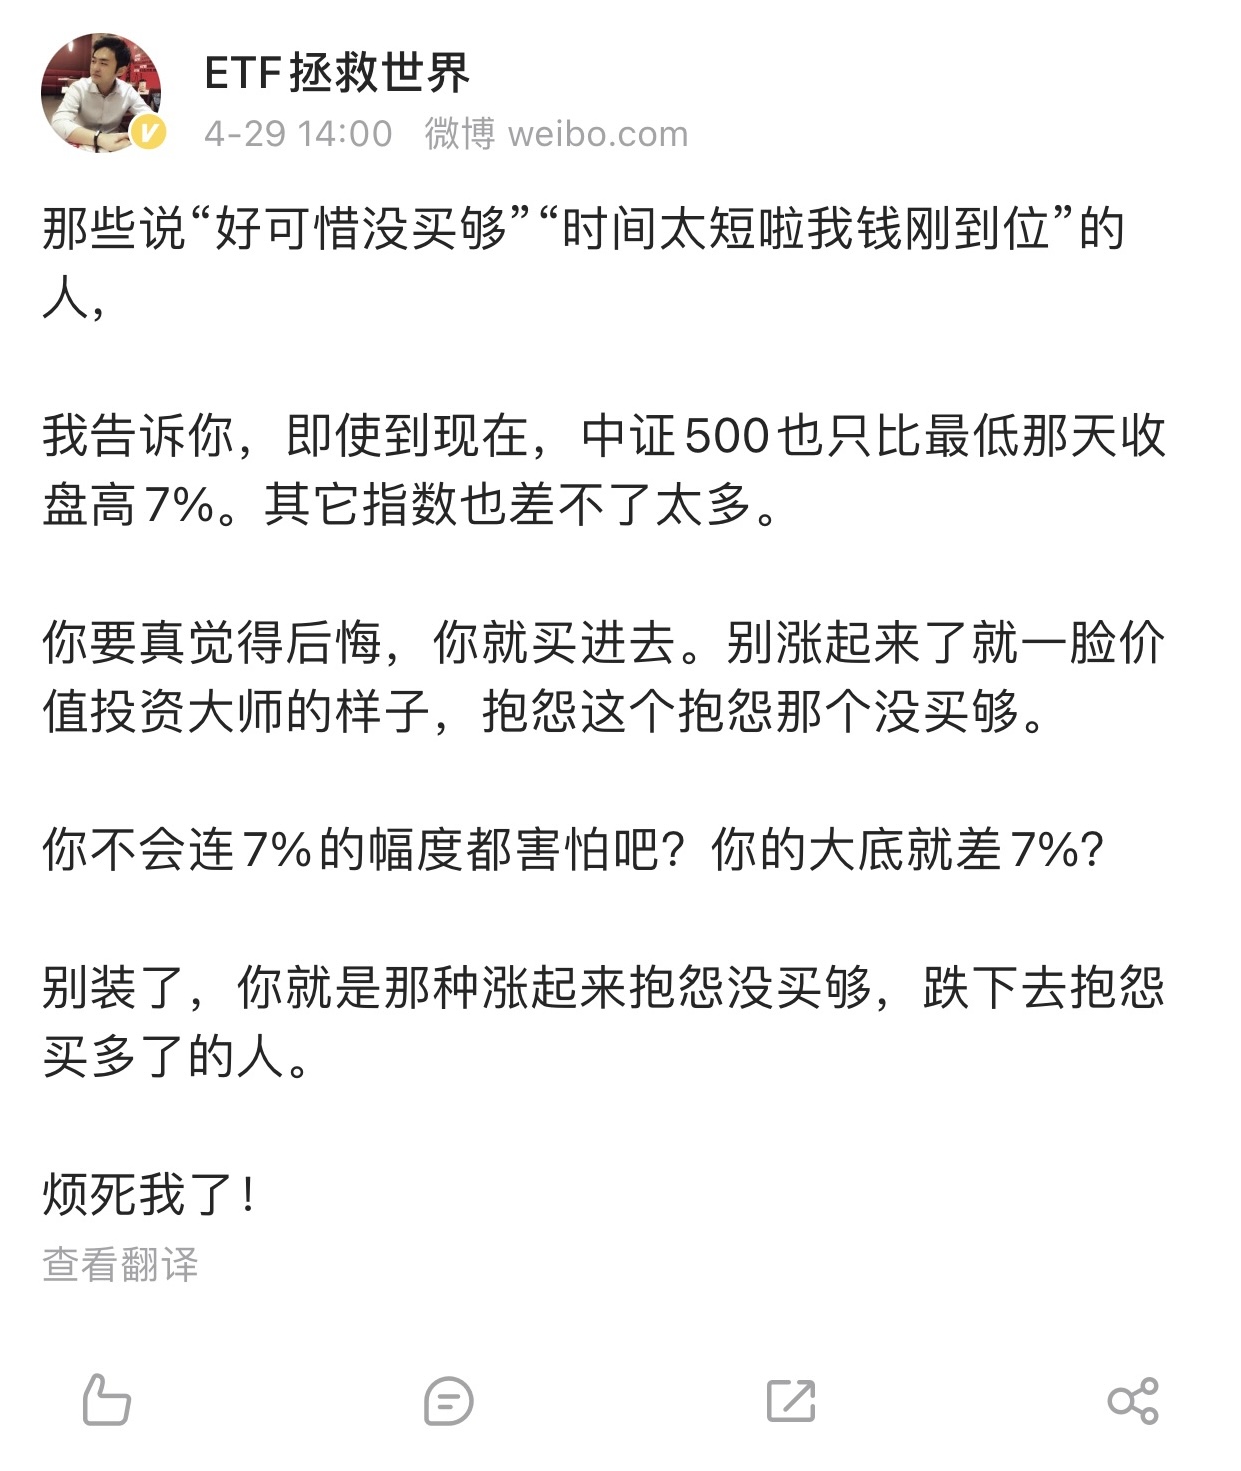 ETF拯救世界
4-29 14:00 微博 weibo.com
那些说“好可惜没买够”“时间太短啦我钱刚到位”的
人，
我告诉你，即使到现在，中证500也只比最低那天收
盘高7%。其它指数也差不了太多。
你要真觉得后悔，你就买进去。别涨起来了就一脸价
值投资大师的样子，抱怨这个抱怨那个没买够。
你不会连7%的幅度都害怕吧？你的大底就差7%？
别装了，你就是那种涨起来抱怨没买够，跌下去抱怨
买多了的人。
烦死我了！
查看翻译